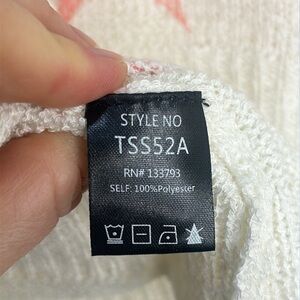 STYLE NO
TSS52A
RN# 133793
SELF: 100%Polyester